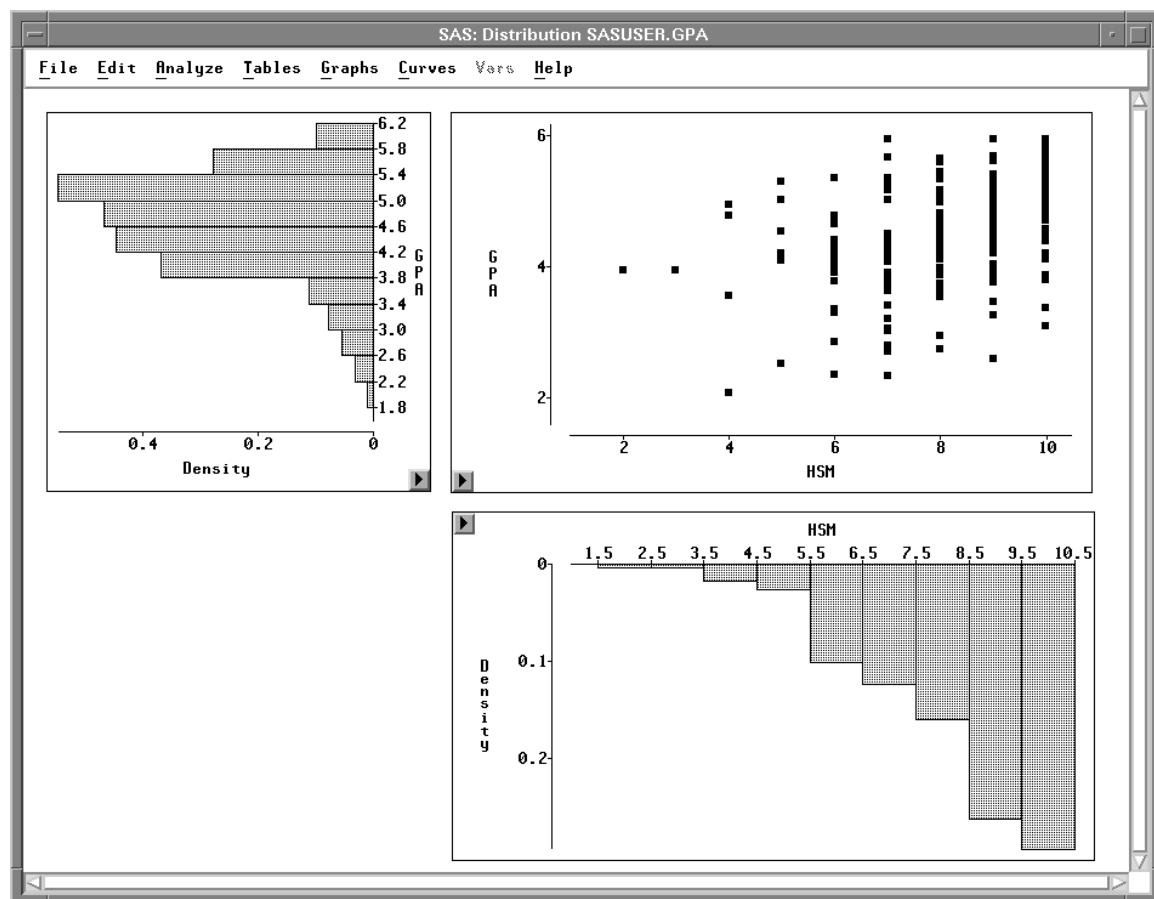 SAS: Distribution SASUSER.GPA
File Edit Analyze Tables Graphs Curves Vars Help
6.2
5.8
5.4
5.0
4.6
4.2
3.8
3.4
3.0
2.6
2.2
1.8
GPA
0.4 0.2 0
Density
6
4
2
GPA
2 4 6 8 10
HSM
HSM
1.5 2.5 3.5 4.5 5.5 6.5 7.5 8.5 9.5 10.5
0
0.1
0.2
Density